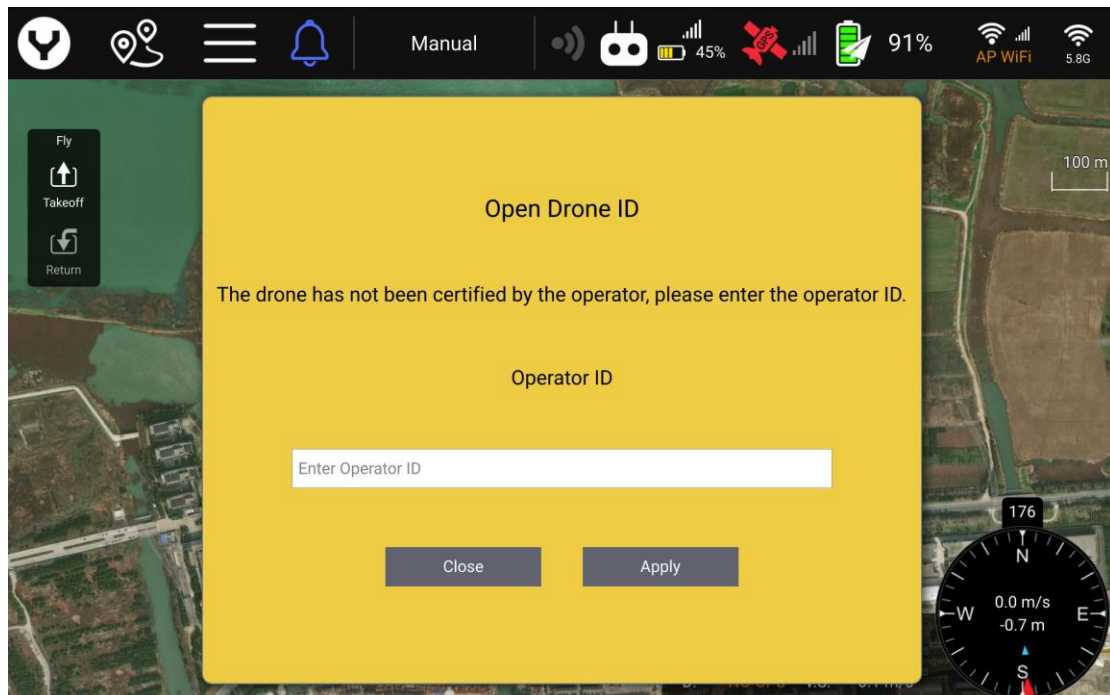 Manual
45%
GPS
91%
AP WiFi
5.8G
Fly
Takeoff
Return
100 m
Open Drone ID
The drone has not been certified by the operator, please enter the operator ID.
Operator ID
Enter Operator ID
Close
Apply
176
N
W
E
S
0.0 m/s
-0.7 m